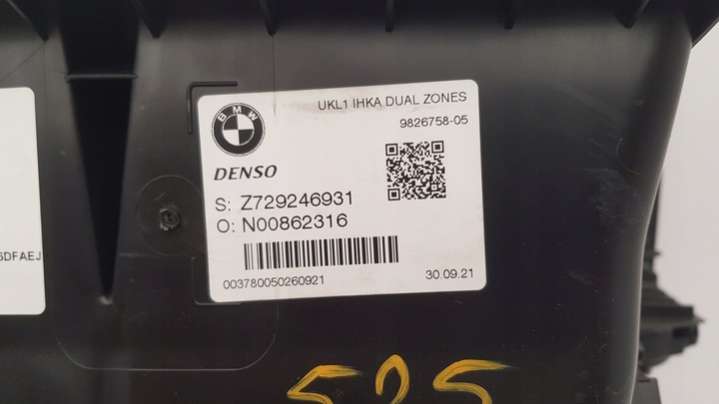 BMW
UKL1 IHKA DUAL ZONES
9826758-05
DENSO
S: Z729246931
O: N00862316
003780050260921
30.09.21
6DFAEJ
525